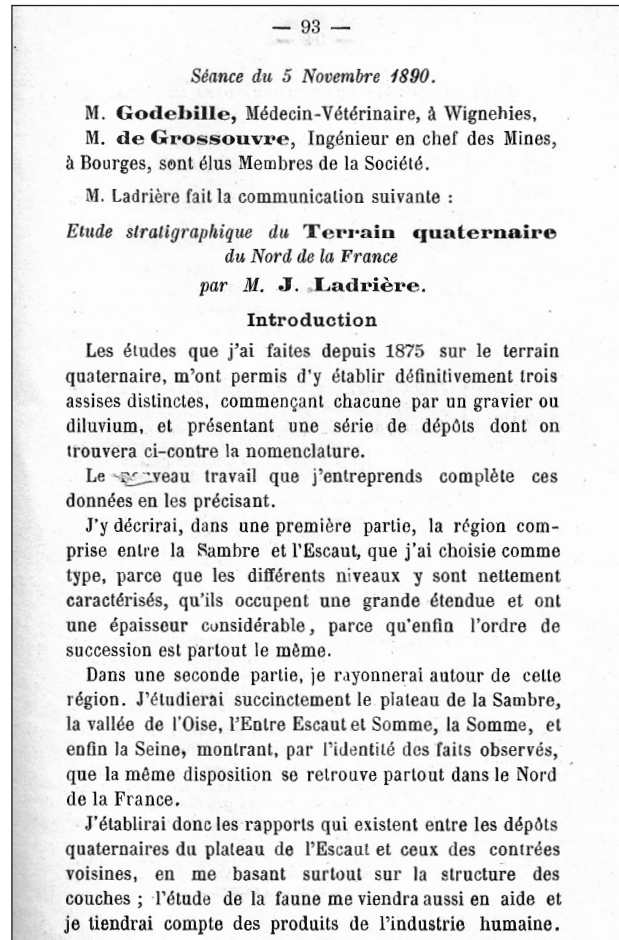 — 93 —
Séance du 5 Novembre 1890.
M. Godebille, Médecin-Vétérinaire, à Wignehies,
M. de Grossouvre, Ingénieur en chef des Mines,
à Bourges, sont élus Membres de la Société.
M. Ladrière fait la communication suivante :
Etude stratigraphique du Terrain quaternaire
du Nord de la France
par M. J. Ladrière.
Introduction
Les études que j'ai faites depuis 1875 sur le terrain
quaternaire, m'ont permis d'y établir définitivement trois
assises distinctes, commençant chacune par un gravier ou
diluvium, et présentant une série de dépôts dont on
trouvera ci-contre la nomenclature.
Le nouveau travail que j'entreprends complète ces
données en les précisant.
J'y décrirai, dans une première partie, la région com-
prise entre la Sambre et l'Escaut, que j'ai choisie comme
type, parce que les différents niveaux y sont nettement
caractérisés, qu'ils occupent une grande étendue et ont
une épaisseur considérable, parce qu'enfin l'ordre de
succession est partout le même.
Dans une seconde partie, je rayonnerai autour de cette
région. J'étudierai succinctement le plateau de la Sambre,
la vallée de l'Oise, l'Entre Escaut et Somme, la Somme, et
enfin la Seine, montrant, par l'identité des faits observés,
que la même disposition se retrouve partout dans le Nord
de la France.
J'établirai donc les rapports qui existent entre les dépôts
quaternaires du plateau de l'Escaut et ceux des contrées
voisines, en me basant surtout sur la structure des
couches ; l'étude de la faune me viendra aussi en aide et
je tiendrai compte des produits de l'industrie humaine.